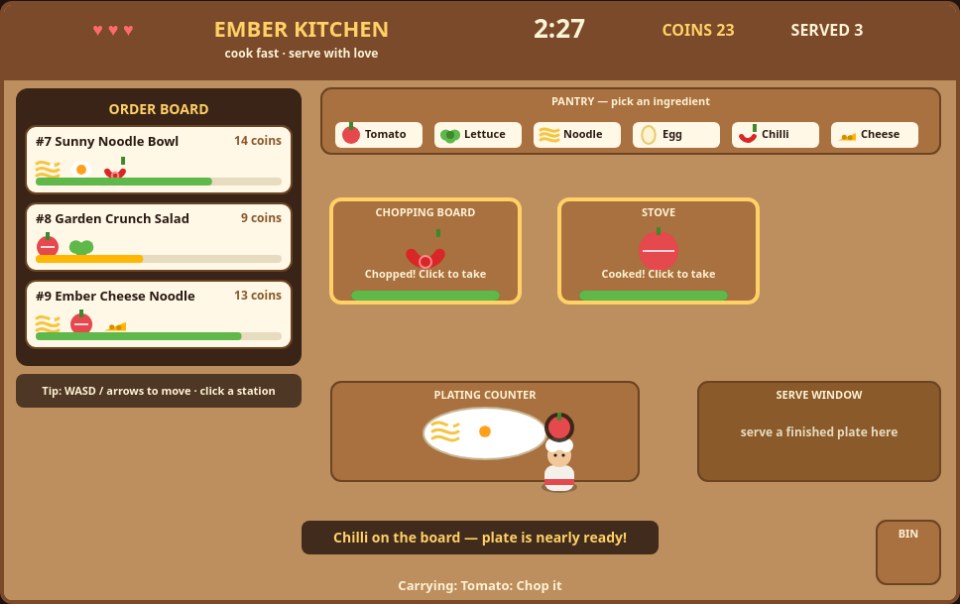 ♥ ♥ ♥
EMBER KITCHEN
cook fast · serve with love
2:27
COINS 23
SERVED 3
ORDER BOARD
#7 Sunny Noodle Bowl 14 coins
#8 Garden Crunch Salad 9 coins
#9 Ember Cheese Noodle 13 coins
Tip: WASD / arrows to move · click a station
PANTRY — pick an ingredient
Tomato Lettuce Noodle Egg Chilli Cheese
CHOPPING BOARD
Chopped! Click to take
STOVE
Cooked! Click to take
PLATING COUNTER
SERVE WINDOW
serve a finished plate here
Chilli on the board — plate is nearly ready!
BIN
Carrying: Tomato: Chop it